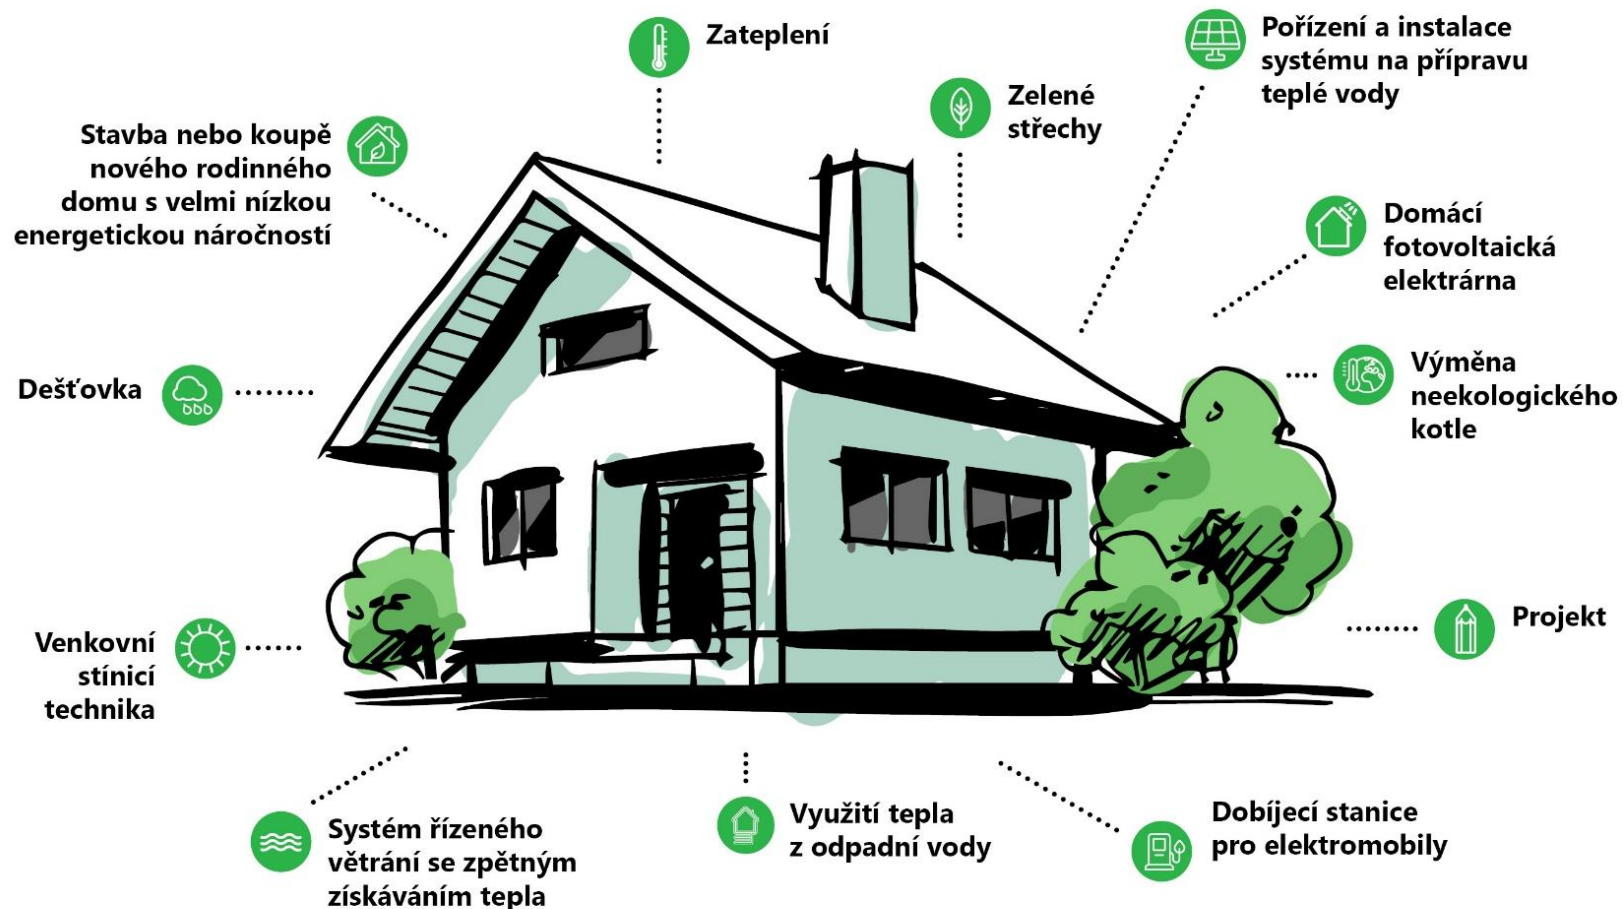 Zateplení
Pořízení a instalace
systému na přípravu
teplé vody
Zelené
střechy
Stavba nebo koupě
nového rodinného
domu s velmi nízkou
energetickou náročností
Domácí
fotovoltaická
elektrárna
Dešťovka
Výměna
neekologického
kotle
Venkovní
stínicí
technika
Projekt
Systém řízeného
větrání se zpětným
získáváním tepla
Využití tepla
z odpadní vody
Dobíjecí stanice
pro elektromobily